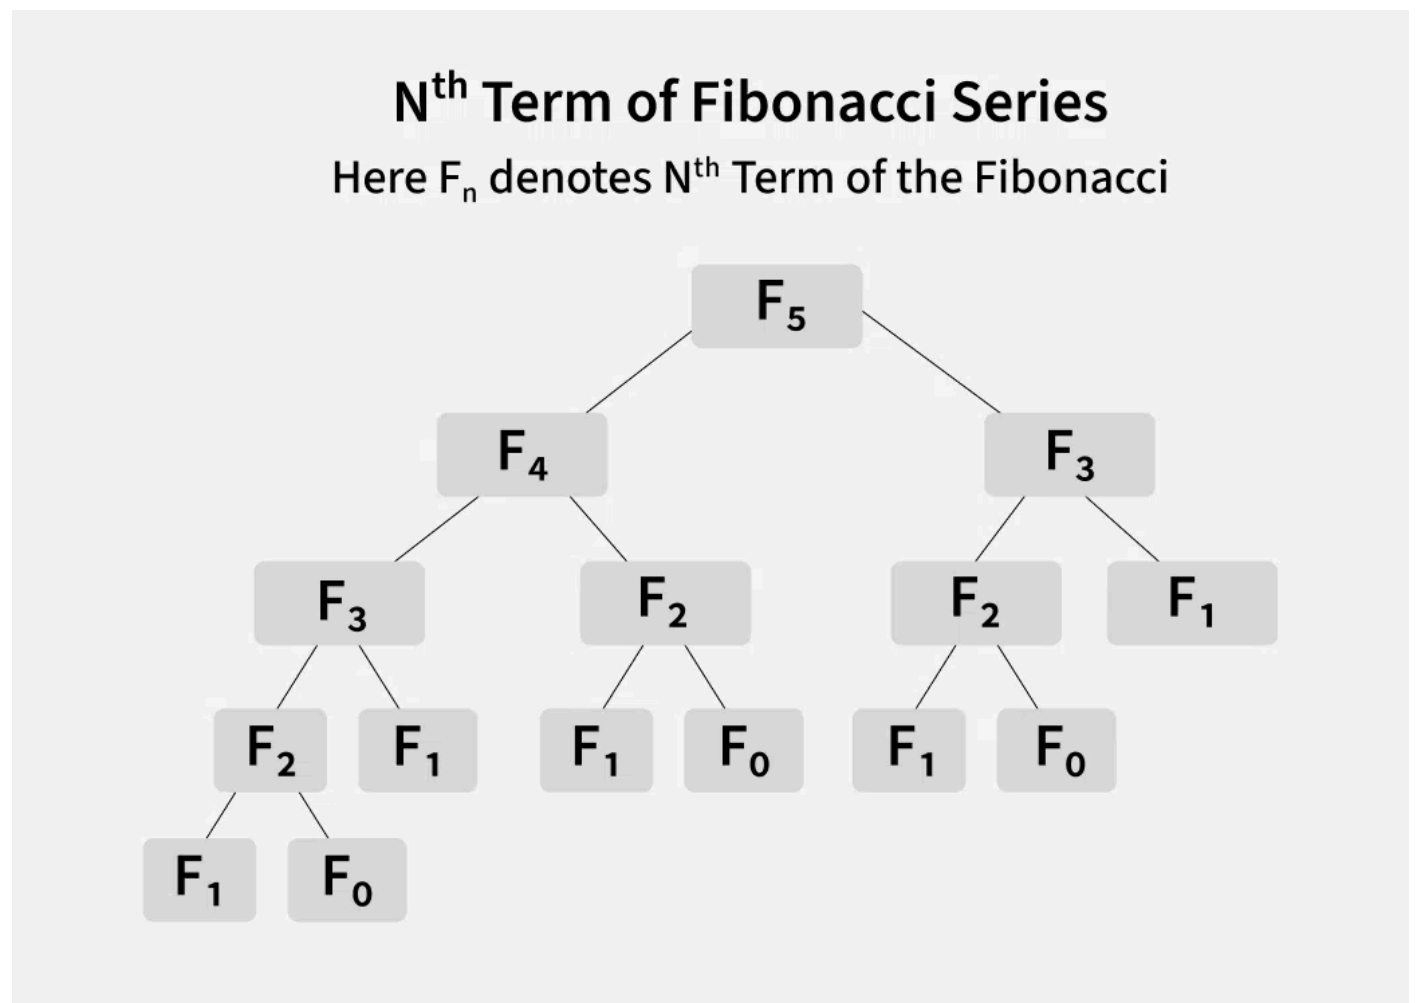 Nᵗʰ Term of Fibonacci Series
Here Fₙ denotes Nᵗʰ Term of the Fibonacci
F₅
F₄ F₃
F₃ F₂ F₂ F₁
F₂ F₁ F₁ F₀ F₁ F₀
F₁ F₀